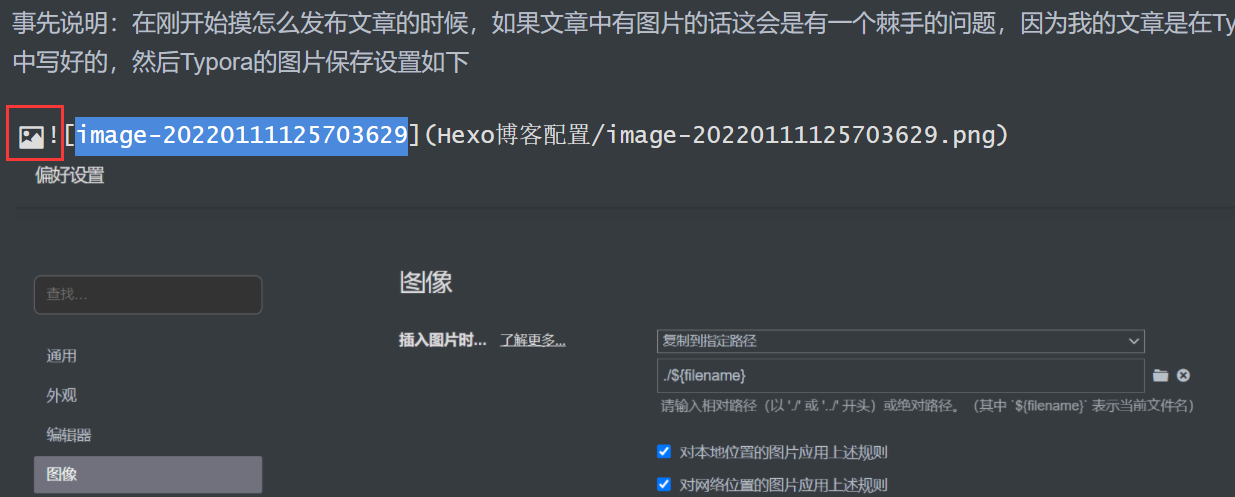 事先说明：在刚开始摸怎么发布文章的时候，如果文章中有图片的话这会是有一个棘手的问题，因为我的文章是在Ty
中写好的，然后Typora的图片保存设置如下
![image-20220111125703629](Hexo博客配置/image-20220111125703629.png)
偏好设置
图像
查找...
插入图片时... 了解更多... 复制到指定路径
通用
./${filename}
外观
请输入相对路径（以 './' 或 '../' 开头）或绝对路径。（其中 `${filename}` 表示当前文件名）
编辑器
对本地位置的图片应用上述规则
图像
对网络位置的图片应用上述规则